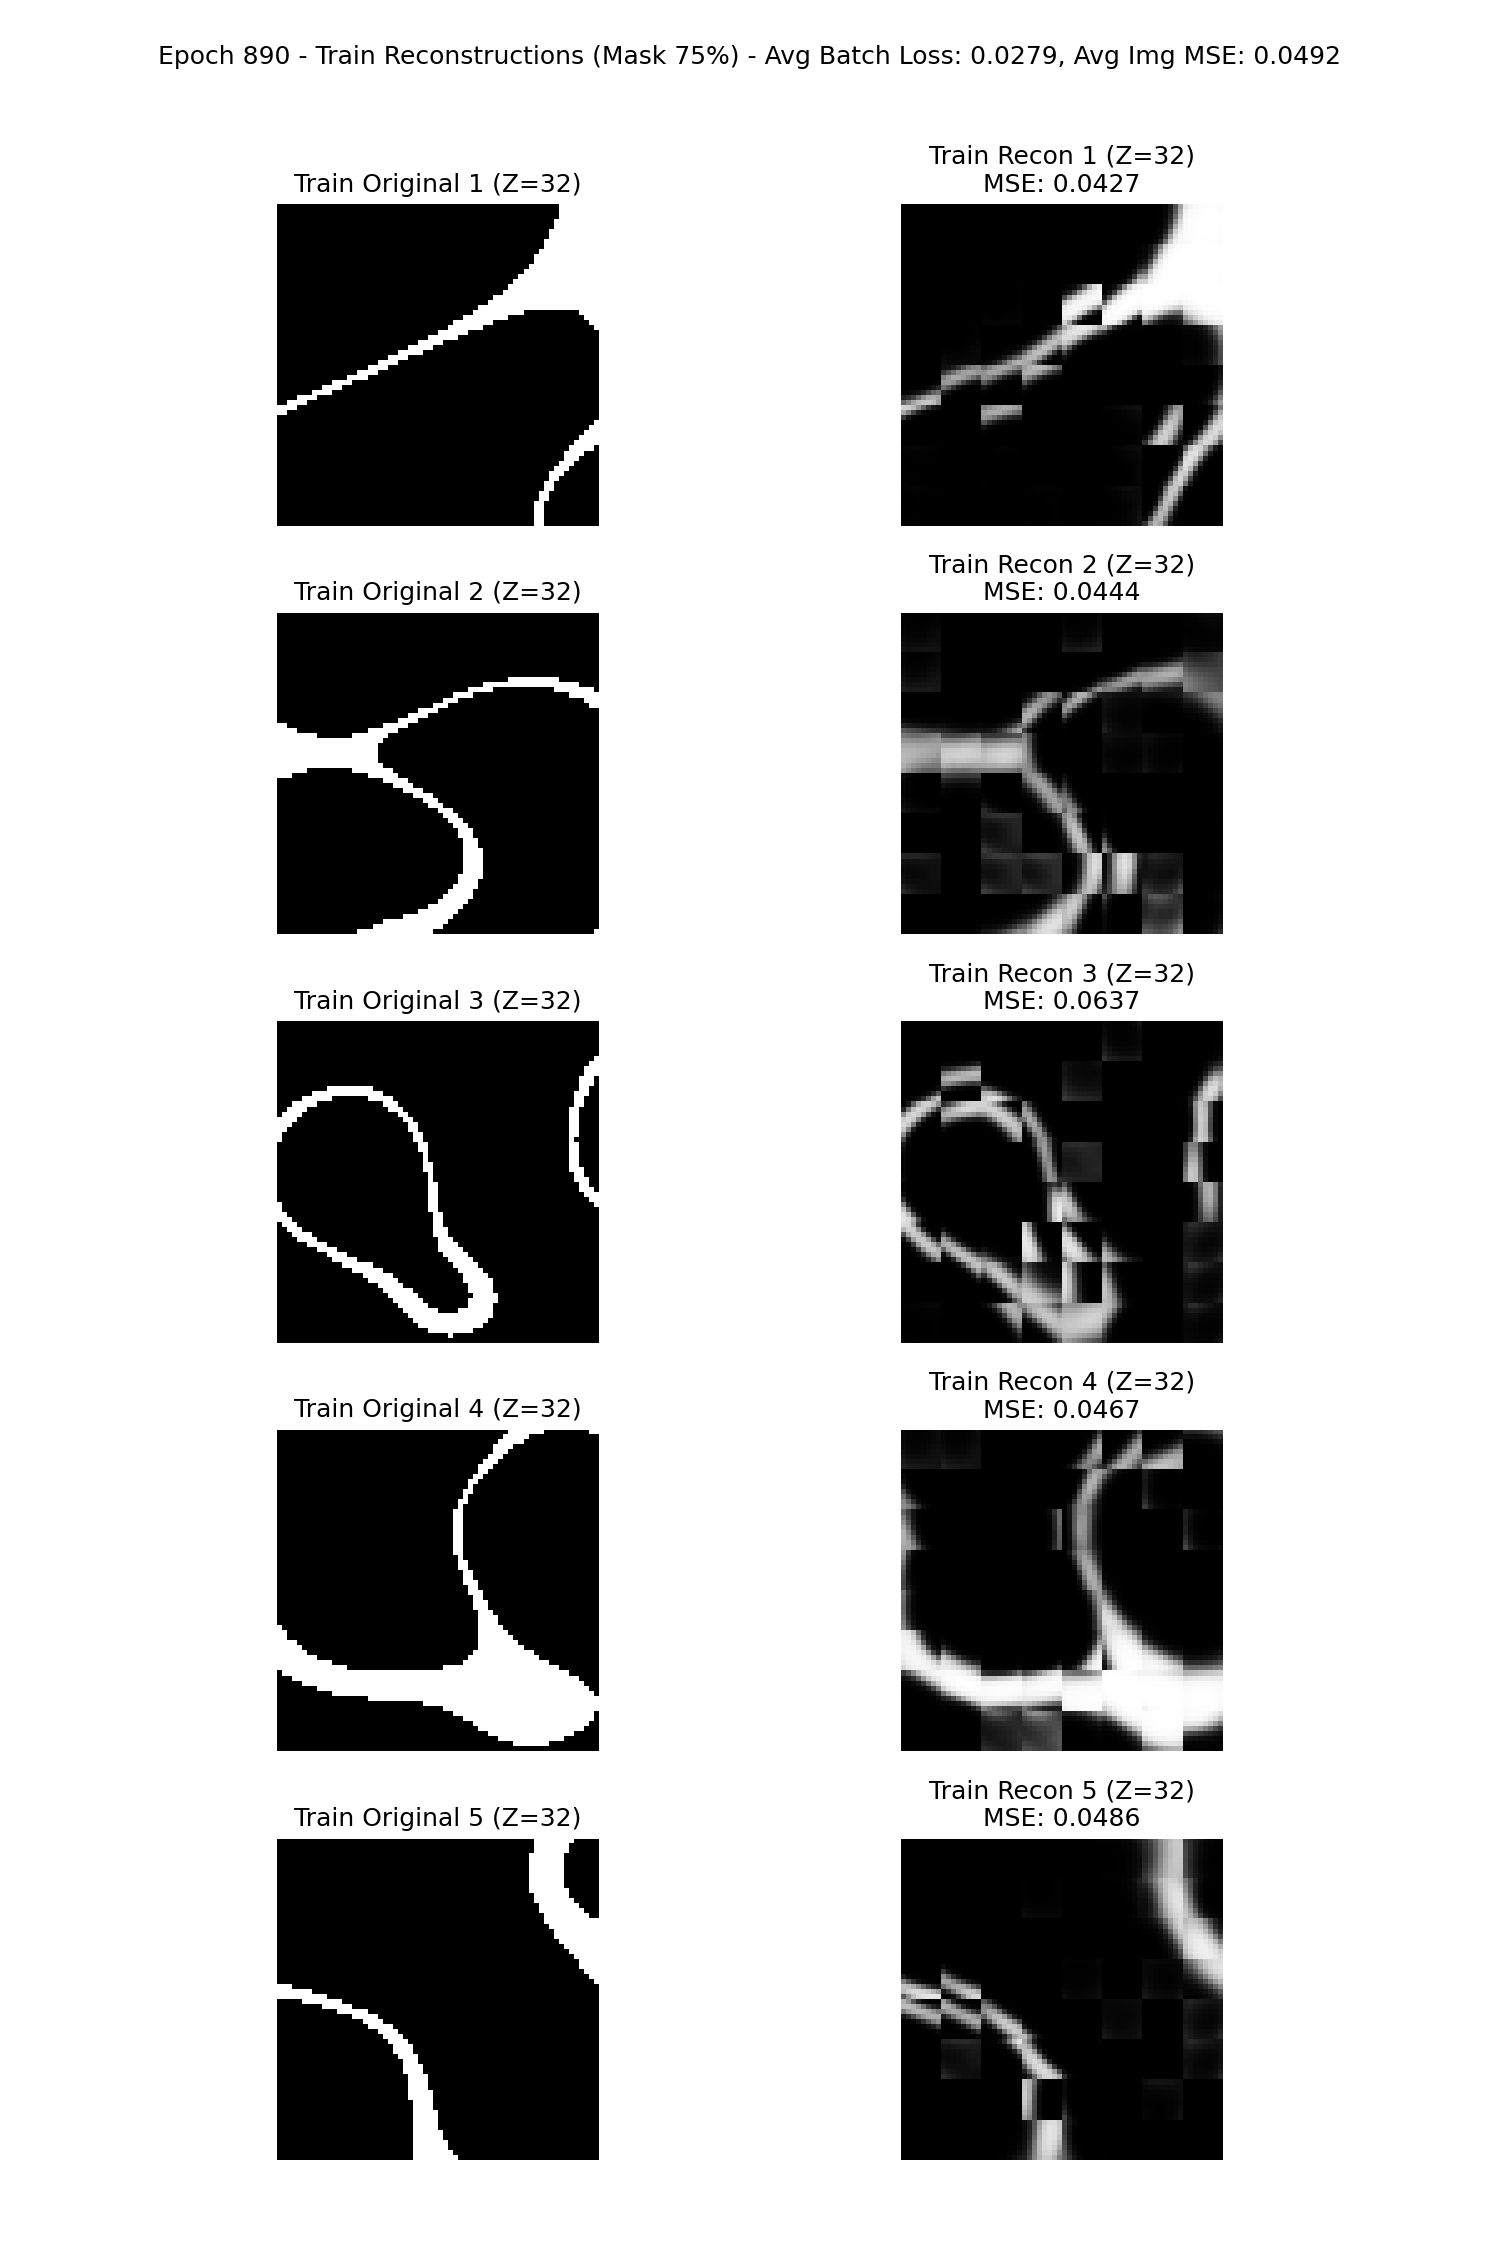 Epoch 890 - Train Reconstructions (Mask 75%) - Avg Batch Loss: 0.0279, Avg Img MSE: 0.0492
Train Original 1 (Z=32)
Train Recon 1 (Z=32)
MSE: 0.0427
Train Original 2 (Z=32)
Train Recon 2 (Z=32)
MSE: 0.0444
Train Original 3 (Z=32)
Train Recon 3 (Z=32)
MSE: 0.0637
Train Original 4 (Z=32)
Train Recon 4 (Z=32)
MSE: 0.0467
Train Original 5 (Z=32)
Train Recon 5 (Z=32)
MSE: 0.0486